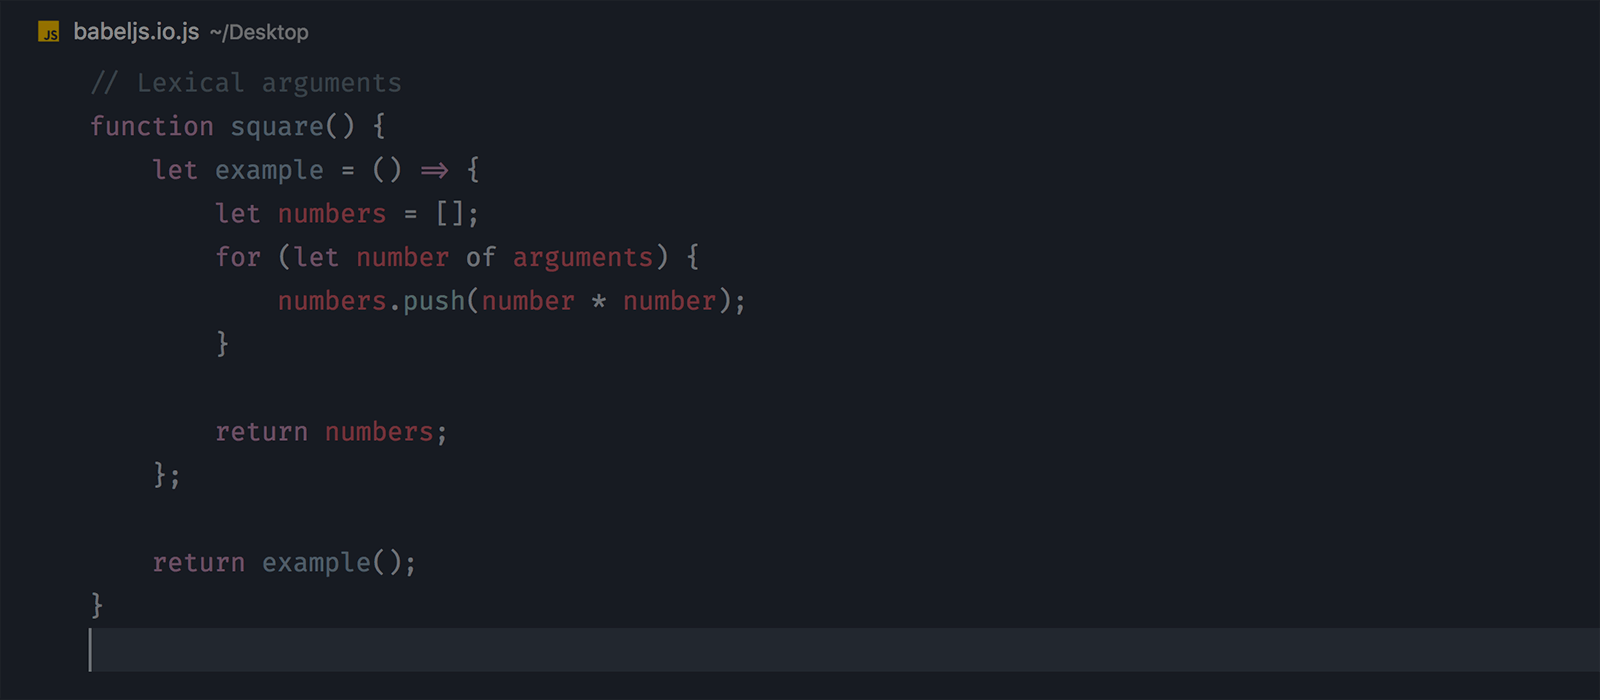 JS babeljs.io.js ~/Desktop
// Lexical arguments
function square() {
    let example = () => {
        let numbers = [];
        for (let number of arguments) {
            numbers.push(number * number);
        }

        return numbers;
    };

    return example();
}